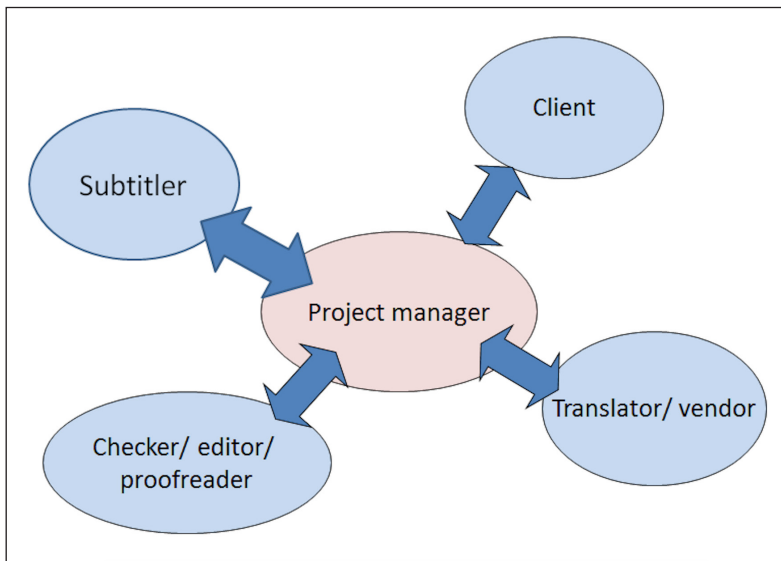 Client
Subtitler
Project manager
Translator/ vendor
Checker/ editor/
proofreader